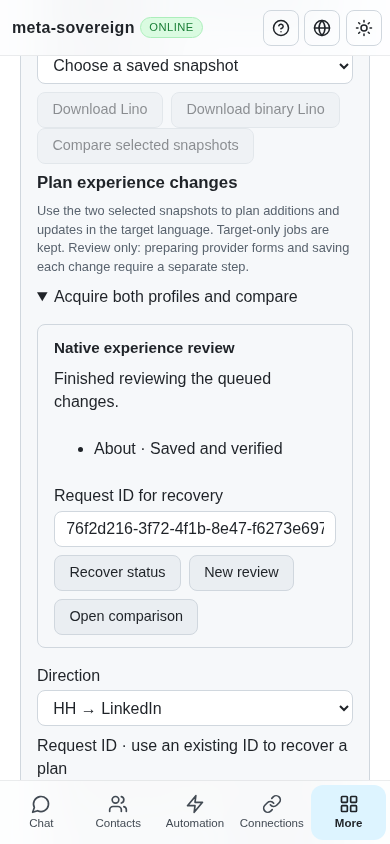 meta-sovereign ONLINE
Choose a saved snapshot
Download Lino Download binary Lino
Compare selected snapshots
Plan experience changes
Use the two selected snapshots to plan additions and
updates in the target language. Target-only jobs are
kept. Review only: preparing provider forms and saving
each change require a separate step.
▼ Acquire both profiles and compare
Native experience review
Finished reviewing the queued
changes.
• About · Saved and verified
Request ID for recovery
76f2d216-3f72-4f1b-8e47-f6273e697
Recover status New review
Open comparison
Direction
HH → LinkedIn
Request ID · use an existing ID to recover a
plan
Chat Contacts Automation Connections More